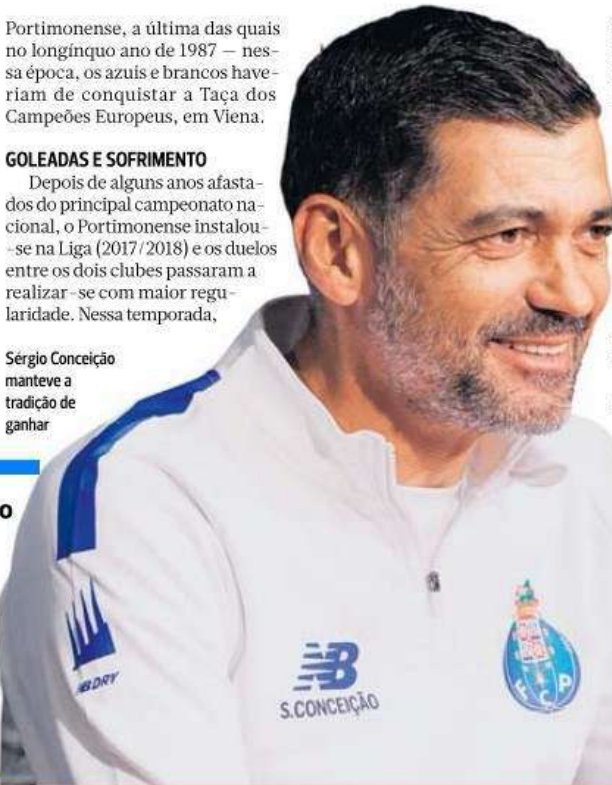 Portimonense, a última das quais
no longínquo ano de 1987 — nes-
sa época, os azuis e brancos have-
riam de conquistar a Taça dos
Campeões Europeus, em Viena.
GOLEADAS E SOFRIMENTO
Depois de alguns anos afasta-
dos do principal campeonato na-
cional, o Portimonense instalou-
-se na Liga (2017/2018) e os duelos
entre os dois clubes passaram a
realizar-se com maior regu-
laridade. Nessa temporada,
Sérgio Conceição
manteve a
tradição de
ganhar
o
NB DRY
NB
S.CONCEIÇÃO
F C P